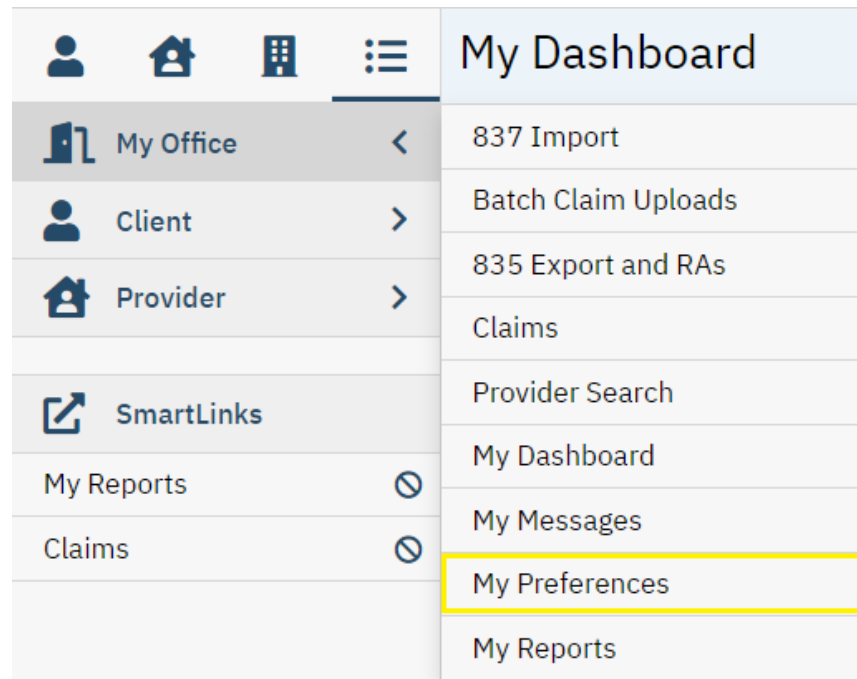 My Dashboard
My Office
Client
Provider
SmartLinks
My Reports
Claims
837 Import
Batch Claim Uploads
835 Export and RAs
Claims
Provider Search
My Dashboard
My Messages
My Preferences
My Reports